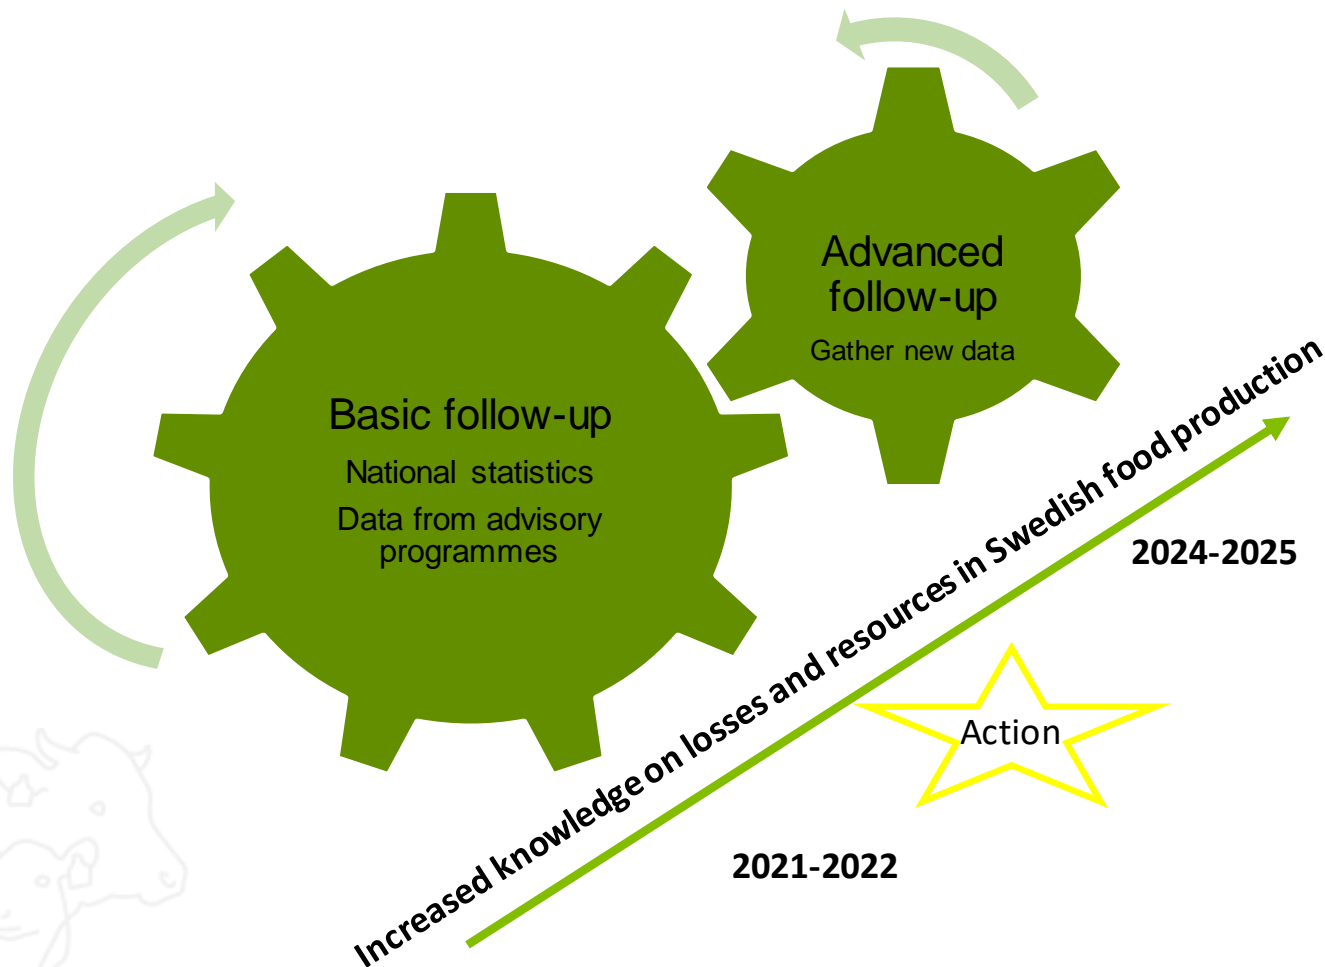 Advanced
follow-up
Gather new data
Basic follow-up
National statistics
Data from advisory
programmes
Increased knowledge on losses and resources in Swedish food production
2024-2025
Action
2021-2022